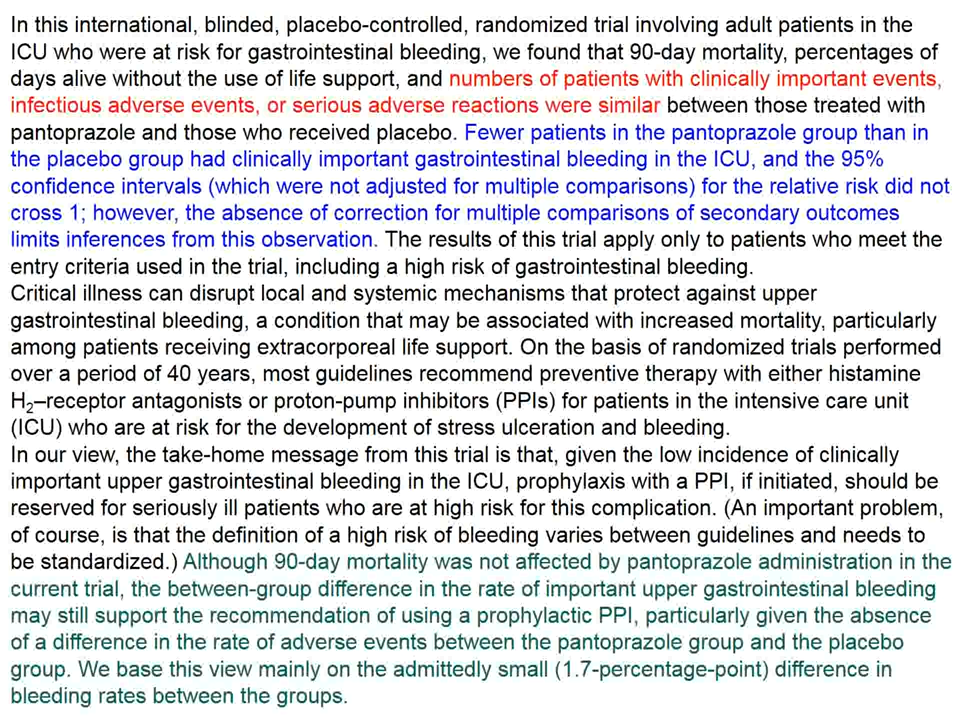 In this international, blinded, placebo-controlled, randomized trial involving adult patients in the
ICU who were at risk for gastrointestinal bleeding, we found that 90-day mortality, percentages of
days alive without the use of life support, and numbers of patients with clinically important events,
infectious adverse events, or serious adverse reactions were similar between those treated with
pantoprazole and those who received placebo. Fewer patients in the pantoprazole group than in
the placebo group had clinically important gastrointestinal bleeding in the ICU, and the 95%
confidence intervals (which were not adjusted for multiple comparisons) for the relative risk did not
cross 1; however, the absence of correction for multiple comparisons of secondary outcomes
limits inferences from this observation. The results of this trial apply only to patients who meet the
entry criteria used in the trial, including a high risk of gastrointestinal bleeding.
Critical illness can disrupt local and systemic mechanisms that protect against upper
gastrointestinal bleeding, a condition that may be associated with increased mortality, particularly
among patients receiving extracorporeal life support. On the basis of randomized trials performed
over a period of 40 years, most guidelines recommend preventive therapy with either histamine
H₂–receptor antagonists or proton-pump inhibitors (PPIs) for patients in the intensive care unit
(ICU) who are at risk for the development of stress ulceration and bleeding.
In our view, the take-home message from this trial is that, given the low incidence of clinically
important upper gastrointestinal bleeding in the ICU, prophylaxis with a PPI, if initiated, should be
reserved for seriously ill patients who are at high risk for this complication. (An important problem,
of course, is that the definition of a high risk of bleeding varies between guidelines and needs to
be standardized.) Although 90-day mortality was not affected by pantoprazole administration in the
current trial, the between-group difference in the rate of important upper gastrointestinal bleeding
may still support the recommendation of using a prophylactic PPI, particularly given the absence
of a difference in the rate of adverse events between the pantoprazole group and the placebo
group. We base this view mainly on the admittedly small (1.7-percentage-point) difference in
bleeding rates between the groups.